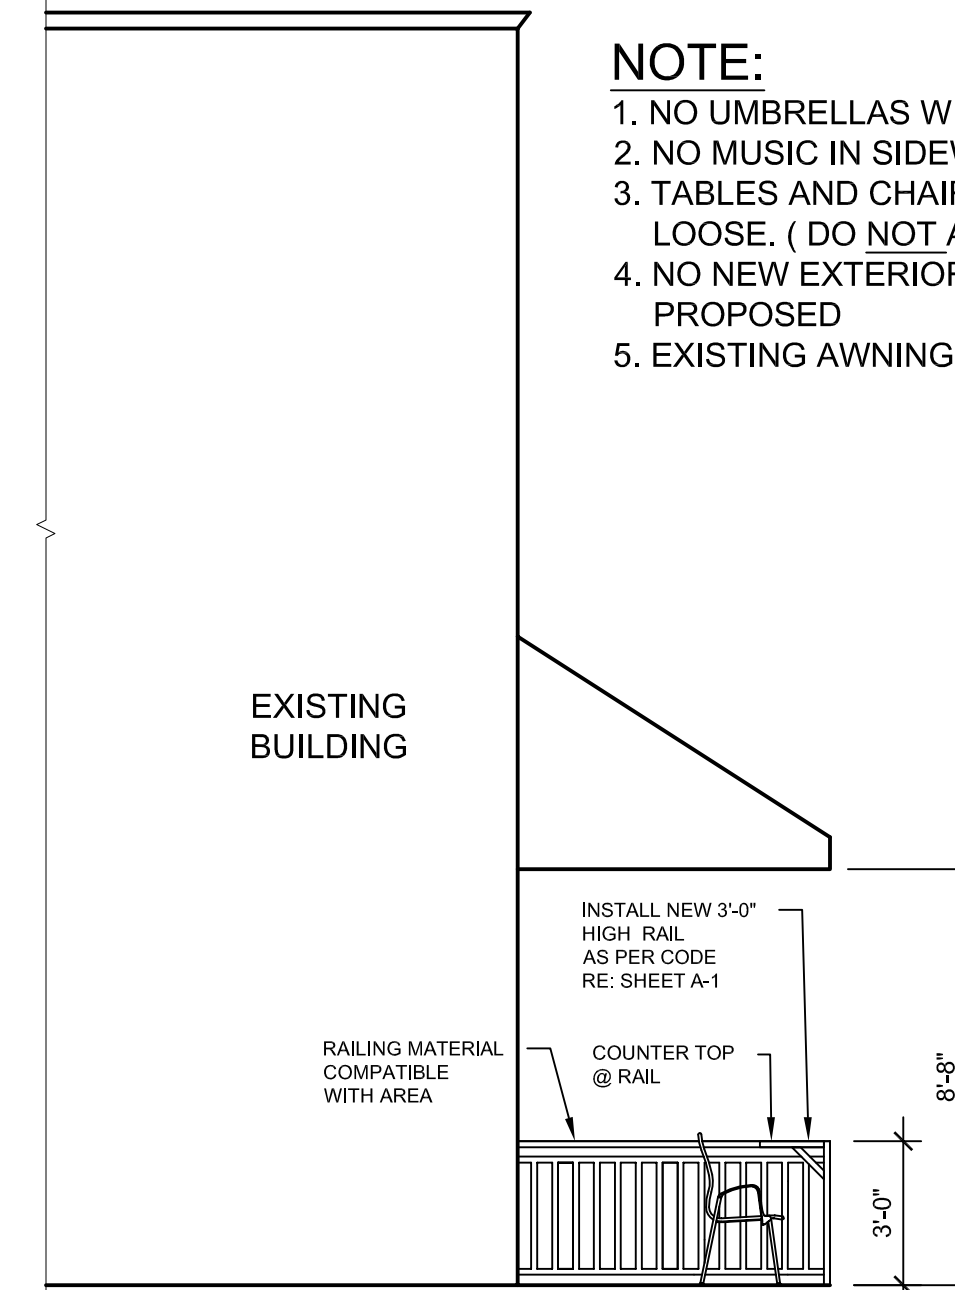 NOTE:
1. NO UMBRELLAS W
2. NO MUSIC IN SIDE
3. TABLES AND CHAI
LOOSE. ( DO NOT
4. NO NEW EXTERIOR
PROPOSED
5. EXISTING AWNING
EXISTING
BUILDING
INSTALL NEW 3'-0"
HIGH RAIL
AS PER CODE
RE: SHEET A-1
RAILING MATERIAL
COMPATIBLE
WITH AREA
COUNTER TOP
@ RAIL
8'-8"
3'-0"